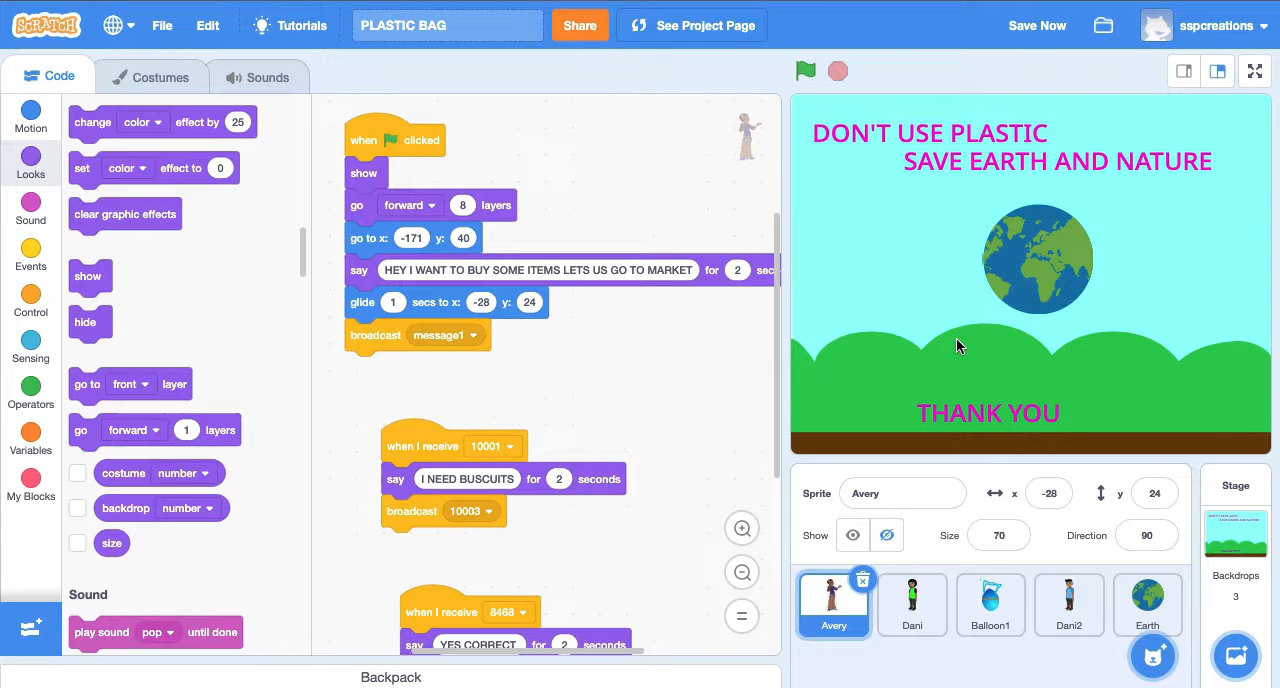 SCRATCH File Edit Tutorials PLASTIC BAG Share See Project Page Save Now sspcreations
Code Costumes Sounds
Motion
Looks
Sound
Events
Control
Sensing
Operators
Variables
My Blocks
change color effect by 25
set color effect to 0
clear graphic effects
show
hide
go to front layer
go forward 1 layers
costume number
backdrop number
size
Sound
play sound pop until done
when clicked
show
go forward 8 layers
go to x: -171 y: 40
say HEY I WANT TO BUY SOME ITEMS LETS US GO TO MARKET for 2 sec
glide 1 secs to x: -28 y: 24
broadcast message1
when I receive 10001
say I NEED BUSCUITS for 2 seconds
broadcast 10003
when I receive 8468
say YES CORRECT for 2 seconds
Backpack
DON'T USE PLASTIC
SAVE EARTH AND NATURE
THANK YOU
Sprite Avery x -28 y 24
Show Size 70 Direction 90
Avery Dani Balloon1 Dani2 Earth
Stage
Backdrops
3